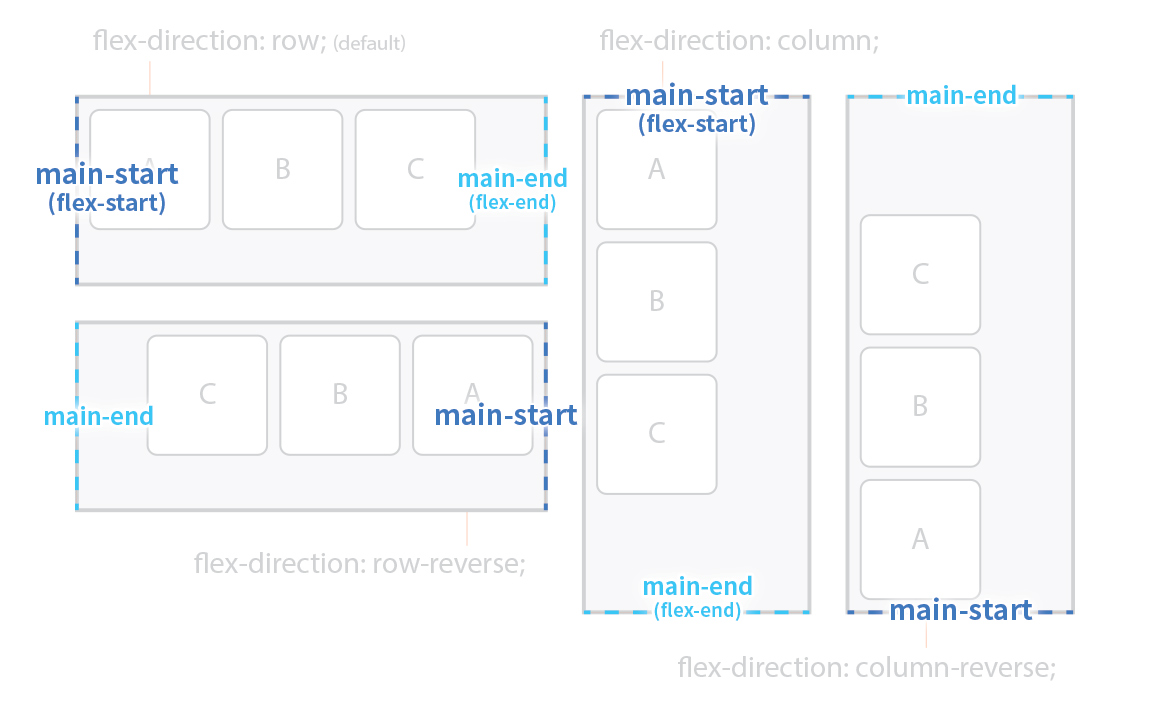 flex-direction: row; (default)
A
B
C
main-start
(flex-start)
main-end
(flex-end)
main-end
C
B
A
main-start
flex-direction: row-reverse;
flex-direction: column;
main-start
(flex-start)
A
B
C
main-end
(flex-end)
main-end
C
B
A
main-start
flex-direction: column-reverse;